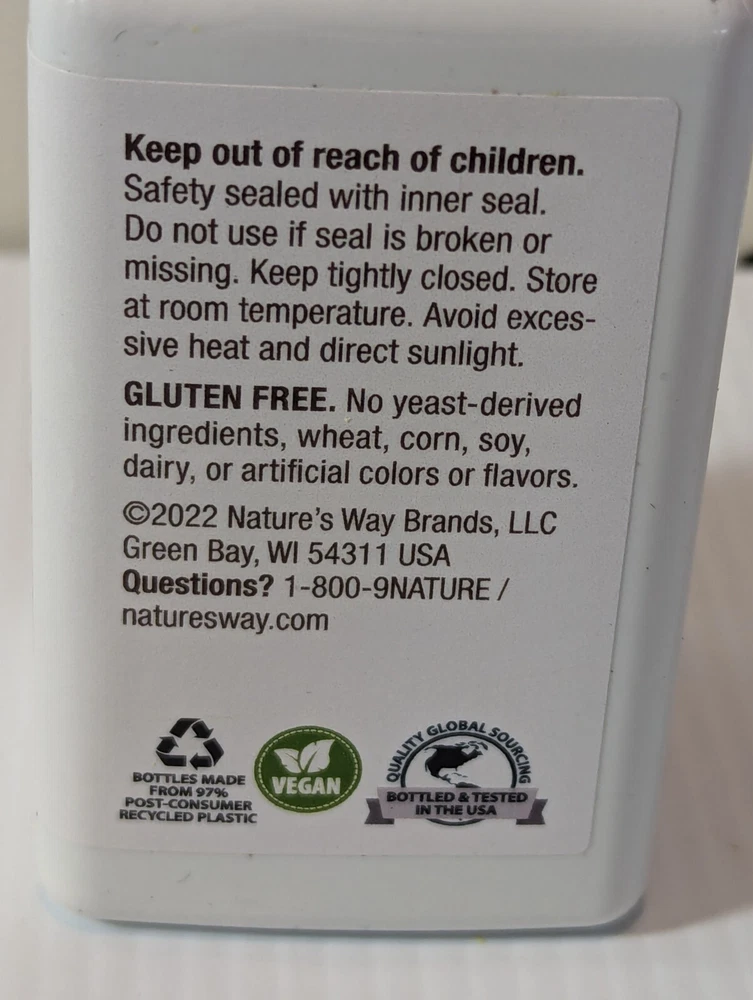 Keep out of reach of children.
Safety sealed with inner seal.
Do not use if seal is broken or
missing. Keep tightly closed. Store
at room temperature. Avoid exces-
sive heat and direct sunlight.
GLUTEN FREE. No yeast-derived
ingredients, wheat, corn, soy,
dairy, or artificial colors or flavors.
©2022 Nature's Way Brands, LLC
Green Bay, WI 54311 USA
Questions? 1-800-9NATURE /
naturesway.com
BOTTLES MADE
FROM 97%
POST-CONSUMER
RECYCLED PLASTIC
VEGAN
QUALITY GLOBAL SOURCING
BOTTLED & TESTED
IN THE USA